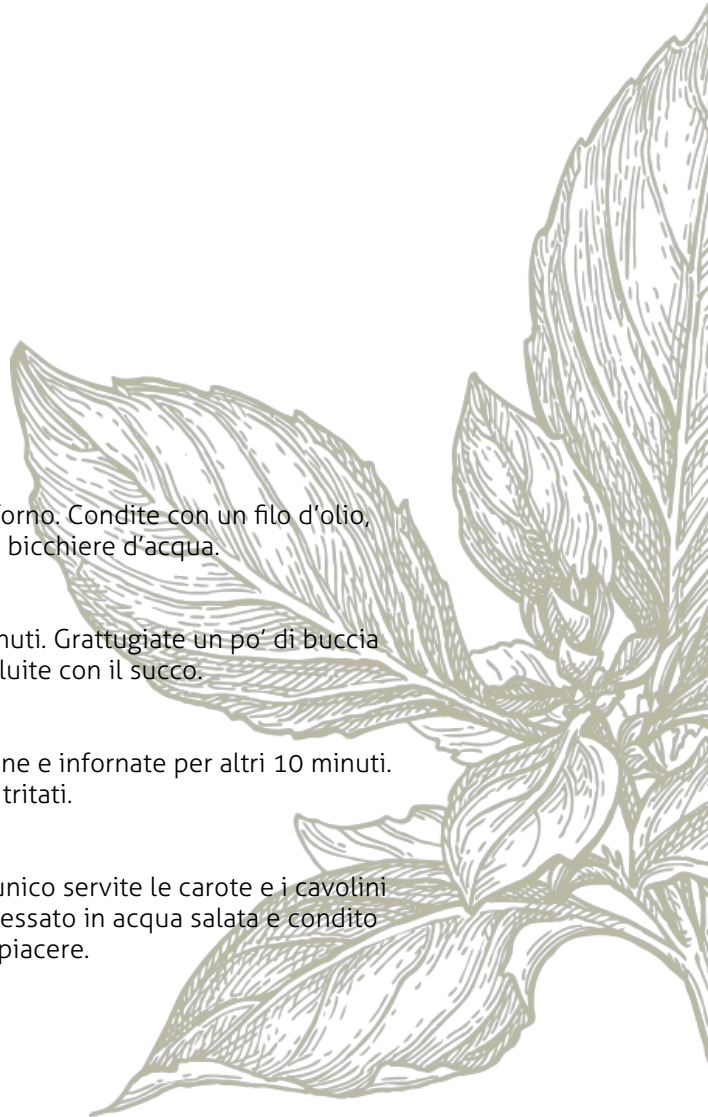 forno. Condite con un filo d’olio,
bicchiere d’acqua.
nuti. Grattugiate un po’ di buccia
luite con il succo.
ne e infornate per altri 10 minuti.
tritati.
unico servite le carote e i cavolini
essato in acqua salata e condito
piacere.